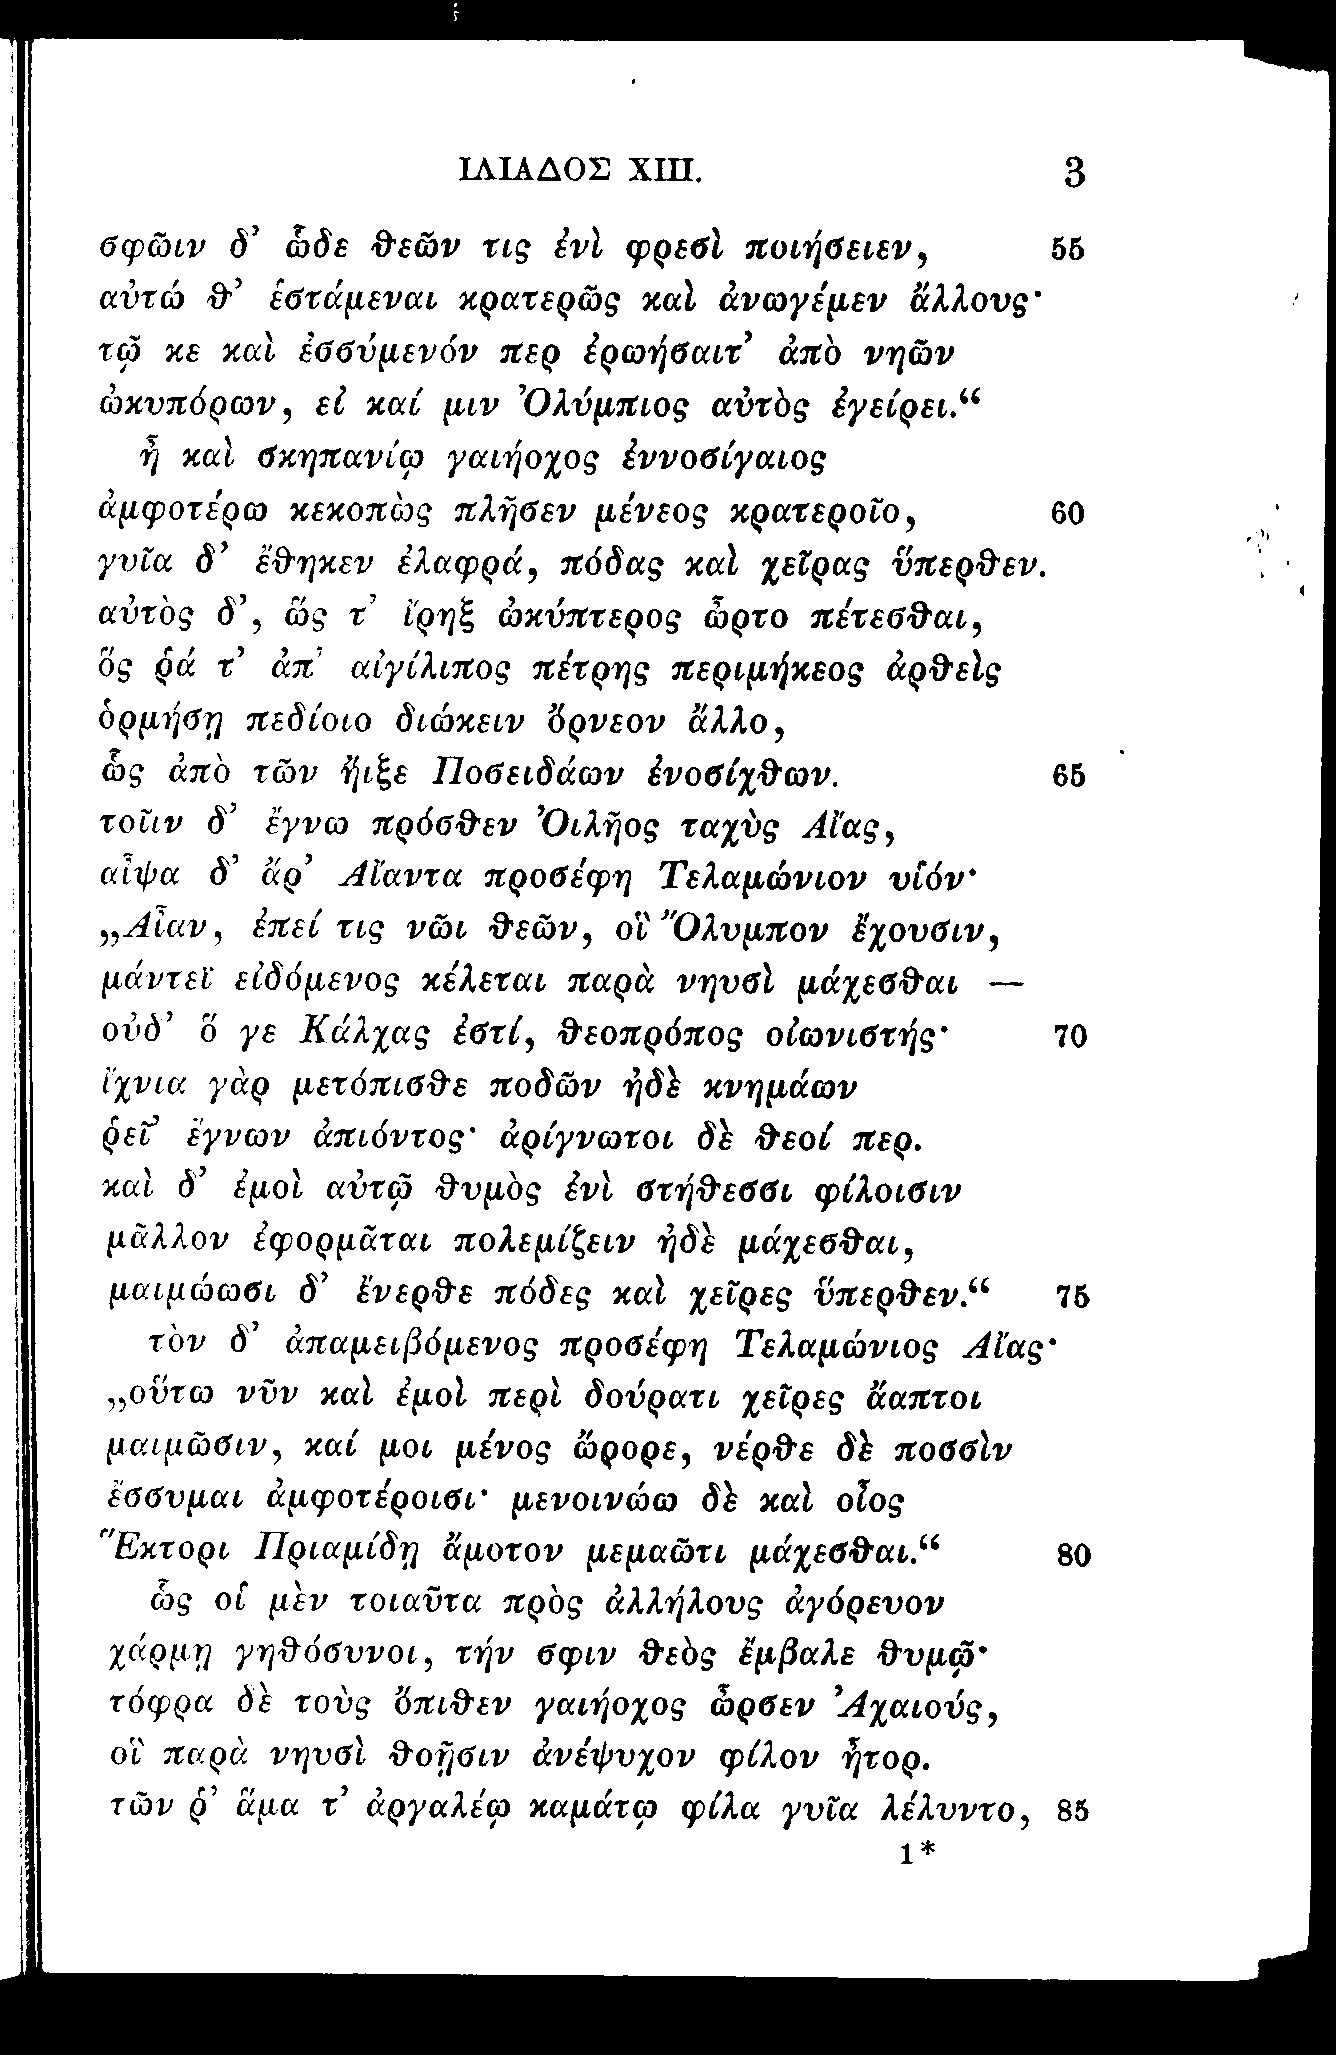 ΙΛΙΑΔΟΣ XIII. 3
σφῶιν δ’ ὧδε θεῶν τις ἐνὶ φρεσὶ ποιήσειεν, 55
αὐτώ θ’ ἑστάμεναι κρατερῶς καὶ ἀνωγέμεν ἄλλους·
τῷ κε καὶ ἐσσύμενόν περ ἐρωήσαιτ’ ἀπὸ νηῶν
ὠκυπόρων, εἰ καί μιν Ὀλύμπιος αὐτὸς ἐγείρει.“
ἦ καὶ σκηπανίῳ γαιήοχος ἐννοσίγαιος
ἀμφοτέρω κεκοπὼς πλῆσεν μένεος κρατεροῖο, 60
γυῖα δ’ ἔθηκεν ἐλαφρά, πόδας καὶ χεῖρας ὕπερθεν.
αὐτὸς δ’, ὥς τ’ ἴρηξ ὠκύπτερος ὦρτο πέτεσθαι,
ὅς ῥά τ’ ἀπ’ αἰγίλιπος πέτρης περιμήκεος ἀρθεὶς
ὁρμήσῃ πεδίοιο διώκειν ὄρνεον ἄλλο,
ὣς ἀπὸ τῶν ἤιξε Ποσειδάων ἐνοσίχθων. 65
τοῖιν δ’ ἔγνω πρόσθεν Ὀιλῆος ταχὺς Αἴας,
αἶψα δ’ ἄρ’ Αἴαντα προσέφη Τελαμώνιον υἱόν·
„Αἶαν, ἐπεί τις νῶι θεῶν, οἳ Ὄλυμπον ἔχουσιν,
μάντεϊ εἰδόμενος κέλεται παρὰ νηυσὶ μάχεσθαι —
οὐδ’ ὅ γε Κάλχας ἐστί, θεοπρόπος οἰωνιστής· 70
ἴχνια γὰρ μετόπισθε ποδῶν ἠδὲ κνημάων
ῥεῖ’ ἔγνων ἀπιόντος· ἀρίγνωτοι δὲ θεοί περ.
καὶ δ’ ἐμοὶ αὐτῷ θυμὸς ἐνὶ στήθεσσι φίλοισιν
μᾶλλον ἐφορμᾶται πολεμίζειν ἠδὲ μάχεσθαι,
μαιμώωσι δ’ ἔνερθε πόδες καὶ χεῖρες ὕπερθεν.“ 75
τὸν δ’ ἀπαμειβόμενος προσέφη Τελαμώνιος Αἴας·
„οὕτω νῦν καὶ ἐμοὶ περὶ δούρατι χεῖρες ἄαπτοι
μαιμῶσιν, καί μοι μένος ὤρορε, νέρθε δὲ ποσσὶν
ἔσσυμαι ἀμφοτέροισι· μενοινώω δὲ καὶ οἶος
Ἕκτορι Πριαμίδῃ ἄμοτον μεμαῶτι μάχεσθαι.“ 80
ὣς οἱ μὲν τοιαῦτα πρὸς ἀλλήλους ἀγόρευον
χάρμῃ γηθόσυνοι, τήν σφιν θεὸς ἔμβαλε θυμῷ·
τόφρα δὲ τοὺς ὄπιθεν γαιήοχος ὦρσεν Ἀχαιούς,
οἳ παρὰ νηυσὶ θοῇσιν ἀνέψυχον φίλον ἦτορ.
τῶν ῥ’ ἅμα τ’ ἀργαλέῳ καμάτῳ φίλα γυῖα λέλυντο, 85
1*